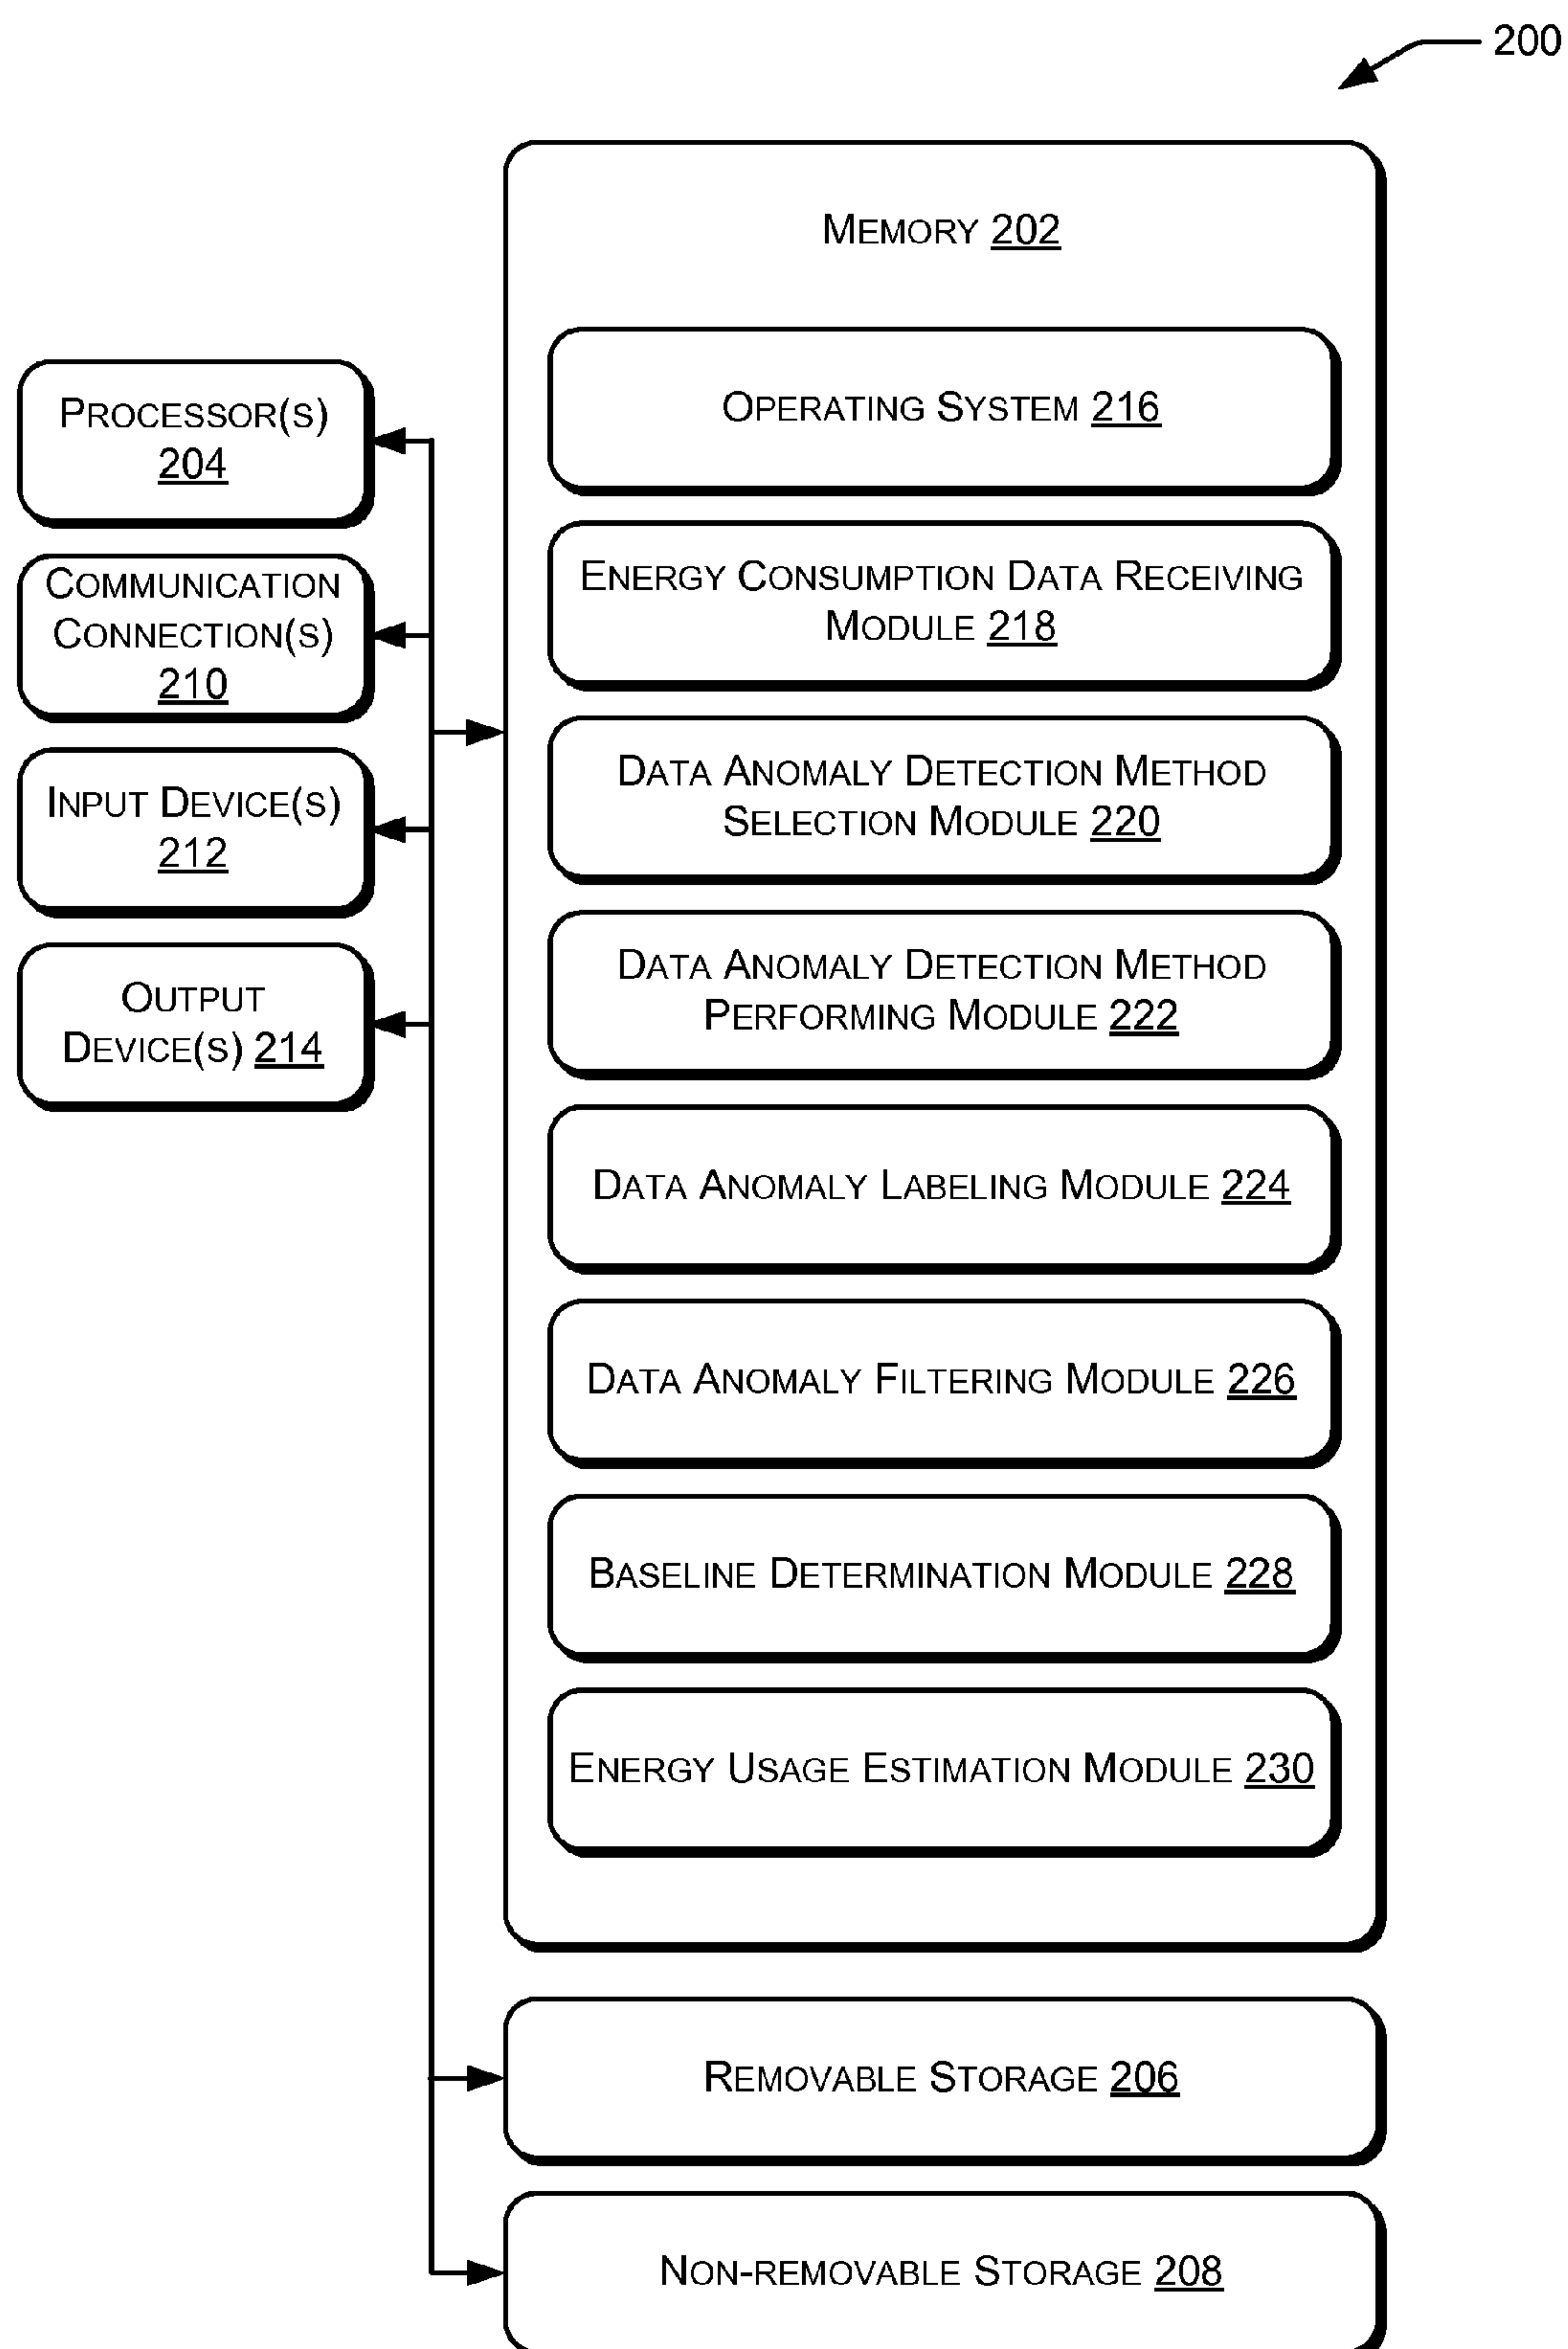 200
MEMORY 202
OPERATING SYSTEM 216
ENERGY CONSUMPTION DATA RECEIVING
MODULE 218
DATA ANOMALY DETECTION METHOD
SELECTION MODULE 220
DATA ANOMALY DETECTION METHOD
PERFORMING MODULE 222
DATA ANOMALY LABELING MODULE 224
DATA ANOMALY FILTERING MODULE 226
BASELINE DETERMINATION MODULE 228
ENERGY USAGE ESTIMATION MODULE 230
PROCESSOR(S)
204
COMMUNICATION
CONNECTION(S)
210
INPUT DEVICE(S)
212
OUTPUT
DEVICE(S) 214
REMOVABLE STORAGE 206
NON-REMOVABLE STORAGE 208